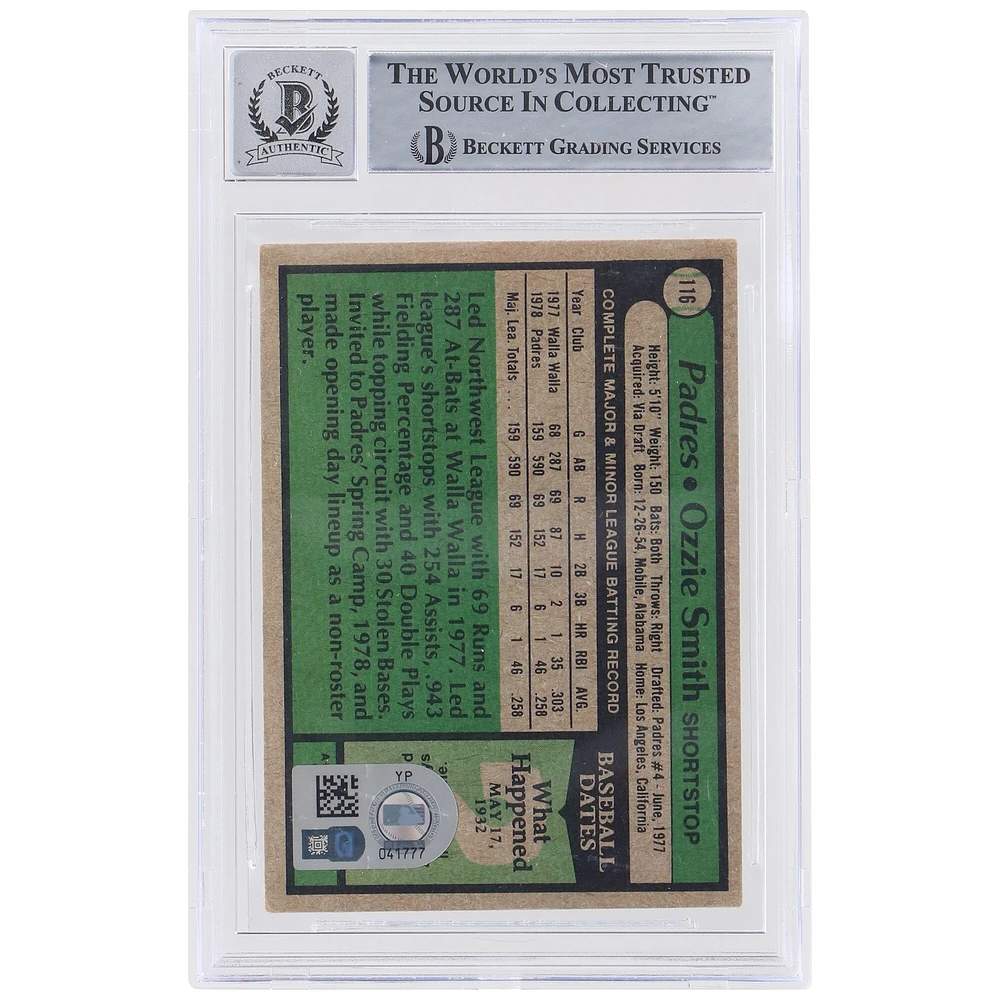 BECKETT
B
AUTHENTIC
THE WORLD'S MOST TRUSTED
SOURCE IN COLLECTING™
B BECKETT GRADING SERVICES
116
Padres • Ozzie Smith SHORTSTOP
Height: 5'10" Weight: 150 Bats: Both Throws: Right Drafted: Padres #4 - June, 1977
Acquired: Via Draft Born: 12-26-54, Mobile, Alabama Home: Los Angeles, California
COMPLETE MAJOR & MINOR LEAGUE BATTING RECORD
Year Club G AB R H 2B 3B HR RBI AVG.
1977 Walla Walla 68 287 69 87 10 2 1 35 .303
1978 Padres 159 590 69 152 17 6 1 46 .258
Maj. Lea. Totals .... 159 590 69 152 17 6 1 46 .258
Led Northwest League with 69 Runs and
287 At-Bats at Walla Walla in 1977. Led
league's shortstops with 254 Assists, .943
Fielding Percentage and 40 Double Plays
while topping circuit with 30 Stolen Bases.
Invited to Padres' Spring Camp, 1978, and
made opening day lineup as a non-roster
player.
BASEBALL
DATES
What
Happened
MAY 17,
1932
YP
041777